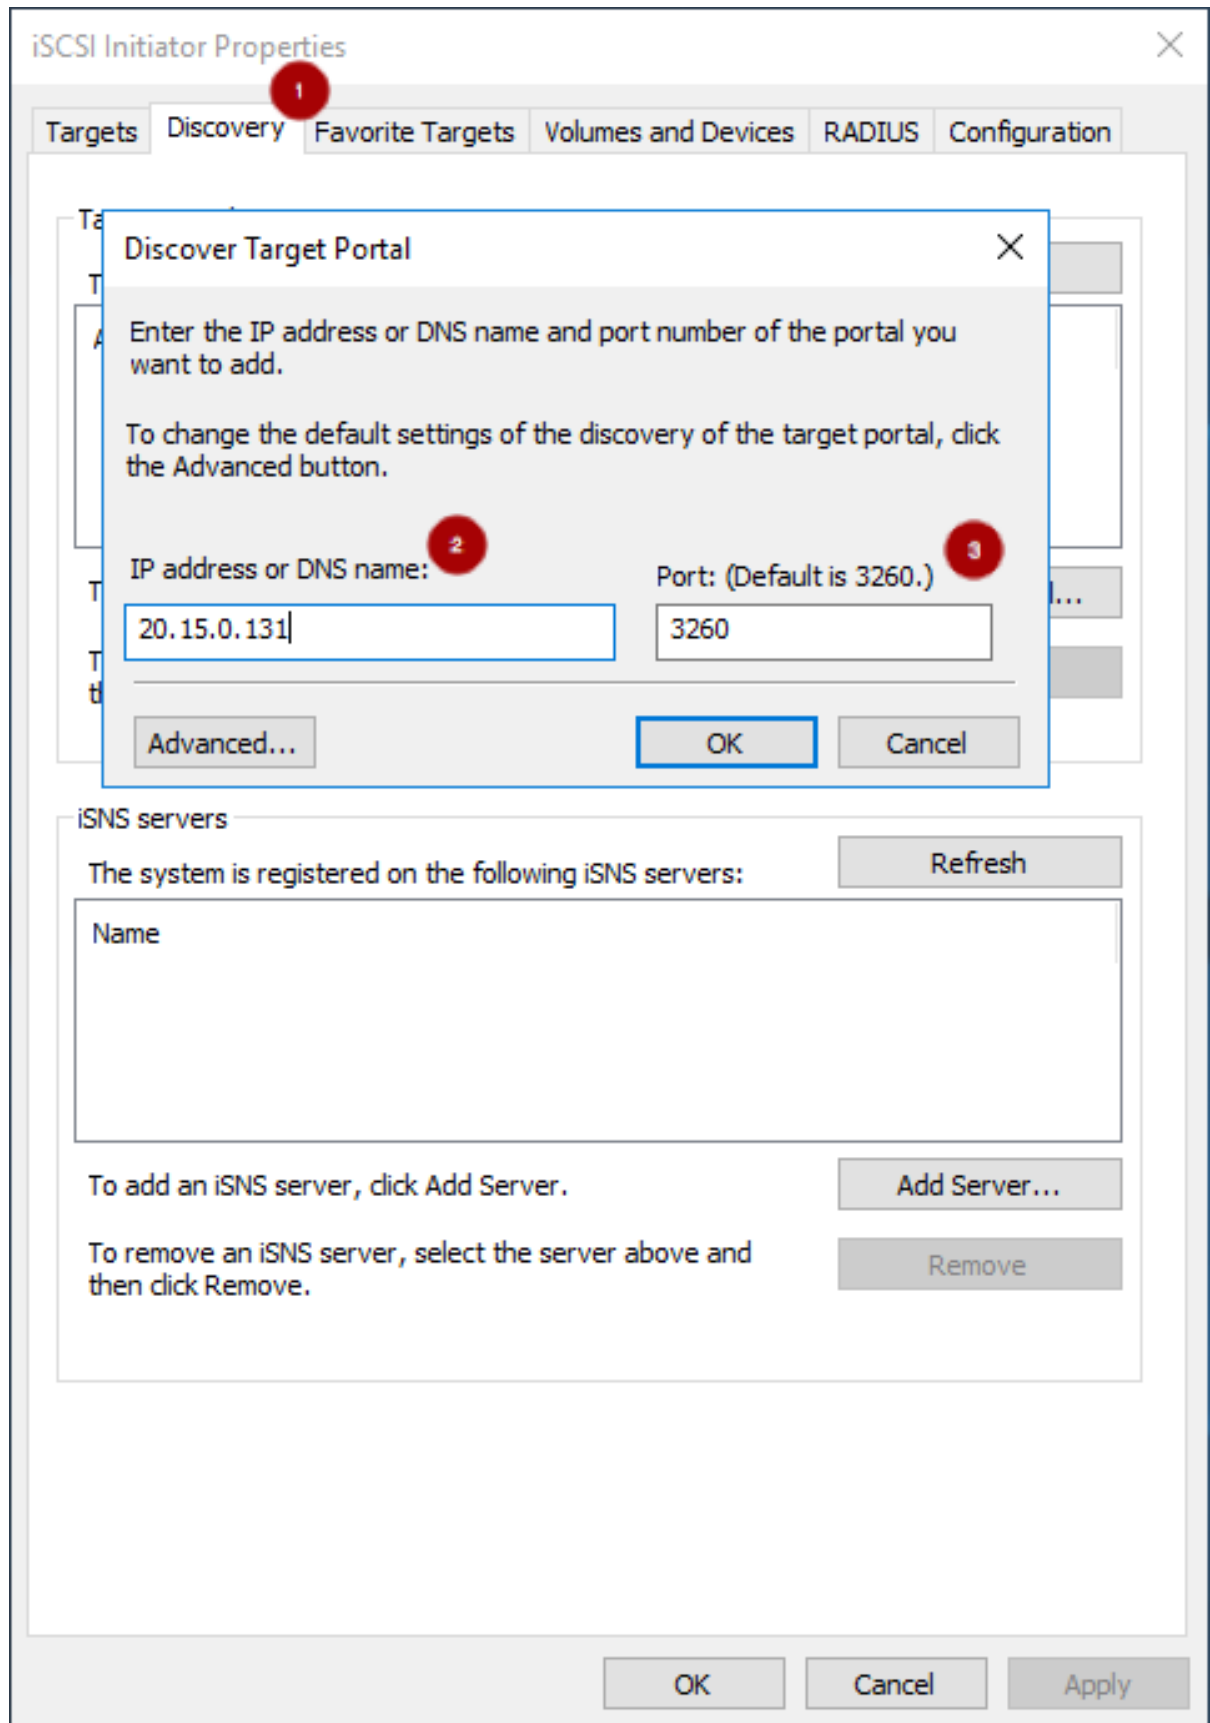 iSCSI Initiator Properties
1
Targets Discovery Favorite Targets Volumes and Devices RADIUS Configuration
Discover Target Portal
Enter the IP address or DNS name and port number of the portal you
want to add.
To change the default settings of the discovery of the target portal, click
the Advanced button.
2
3
IP address or DNS name: Port: (Default is 3260.)
20.15.0.131 3260
Advanced... OK Cancel
iSNS servers
The system is registered on the following iSNS servers: Refresh
Name
To add an iSNS server, click Add Server. Add Server...
To remove an iSNS server, select the server above and
then click Remove.
Remove
OK Cancel Apply